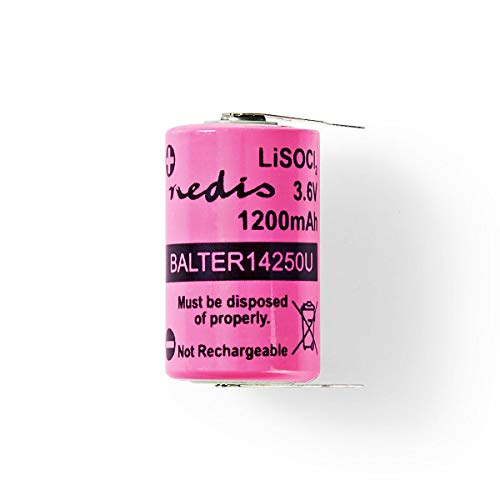 LiSOCl₂
nedis 3.6V
1200mAh
BALTER14250U
Must be disposed
of properly.
Not Rechargeable